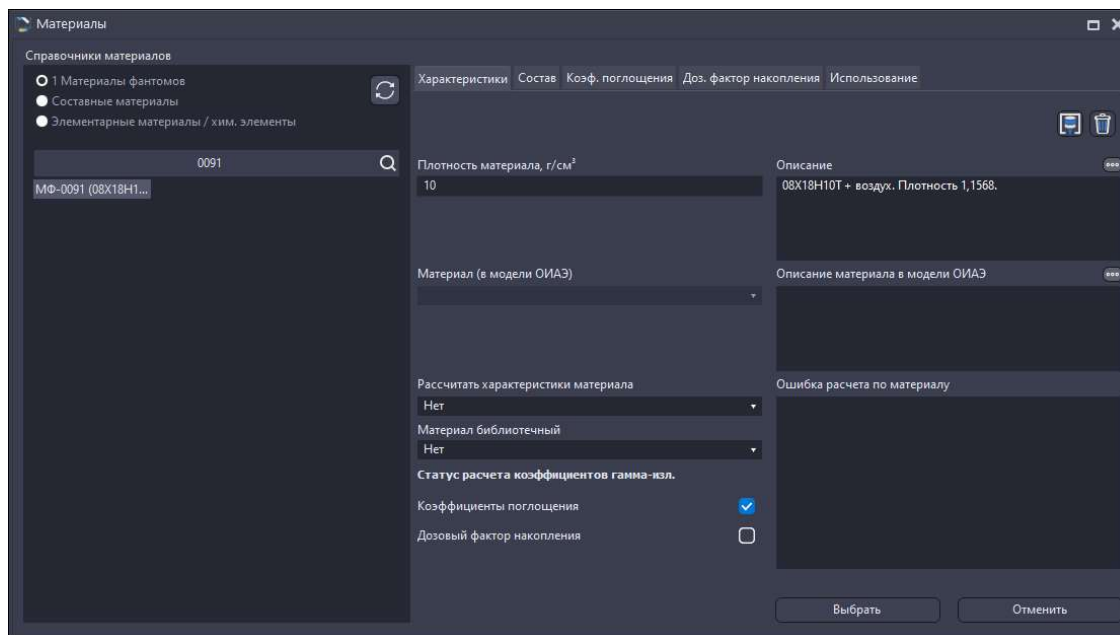 Материалы
Справочники материалов
1 Материалы фантомов
Составные материалы
Элементарные материалы / хим. элементы
0091
МФ-0091 (08Х18Н1...
Характеристики Состав Коэф. поглощения Доз. фактор накопления Использование
Плотность материала, г/см³
10
Описание
08Х18Н10Т + воздух. Плотность 1,1568.
Материал (в модели ОИАЭ)
Описание материала в модели ОИАЭ
Рассчитать характеристики материала
Нет
Ошибка расчета по материалу
Материал библиотечный
Нет
Статус расчета коэффициентов гамма-изл.
Коэффициенты поглощения
Дозовый фактор накопления
Выбрать
Отменить